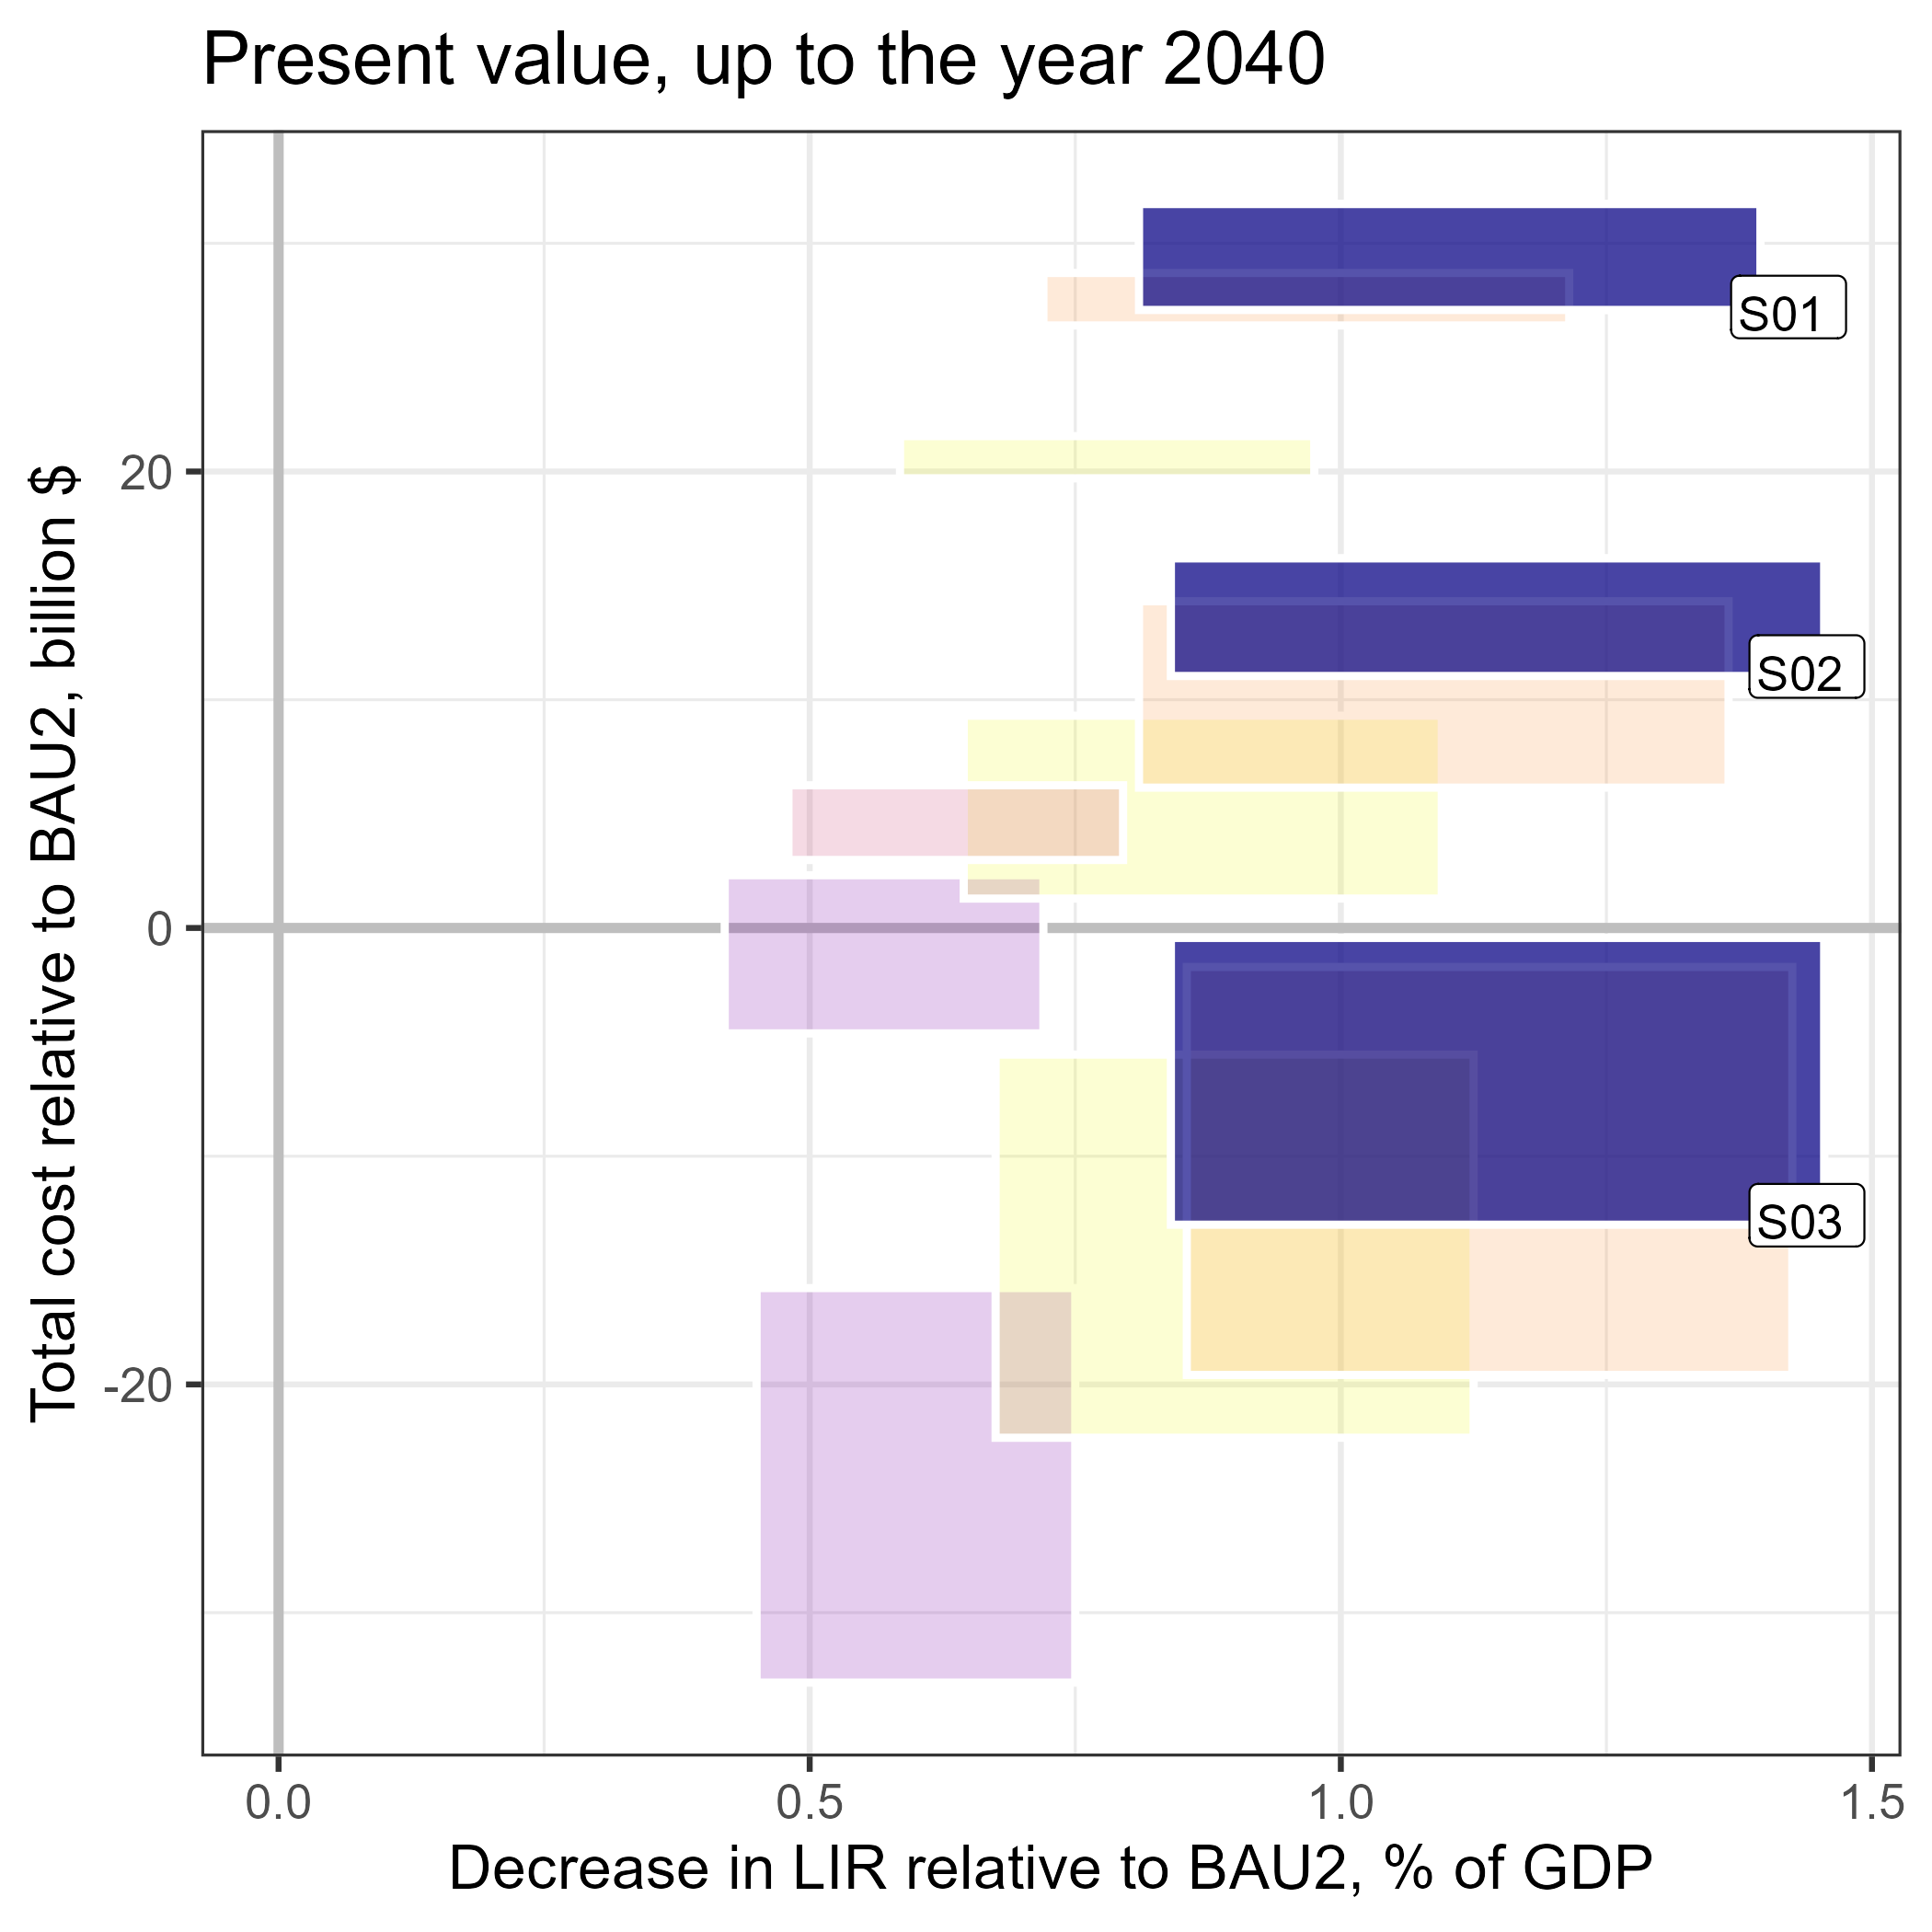 Present value, up to the year 2040
Total cost relative to BAU2, billion $
20
0
-20
S01
S02
S03
0.0 0.5 1.0 1.5
Decrease in LIR relative to BAU2, % of GDP